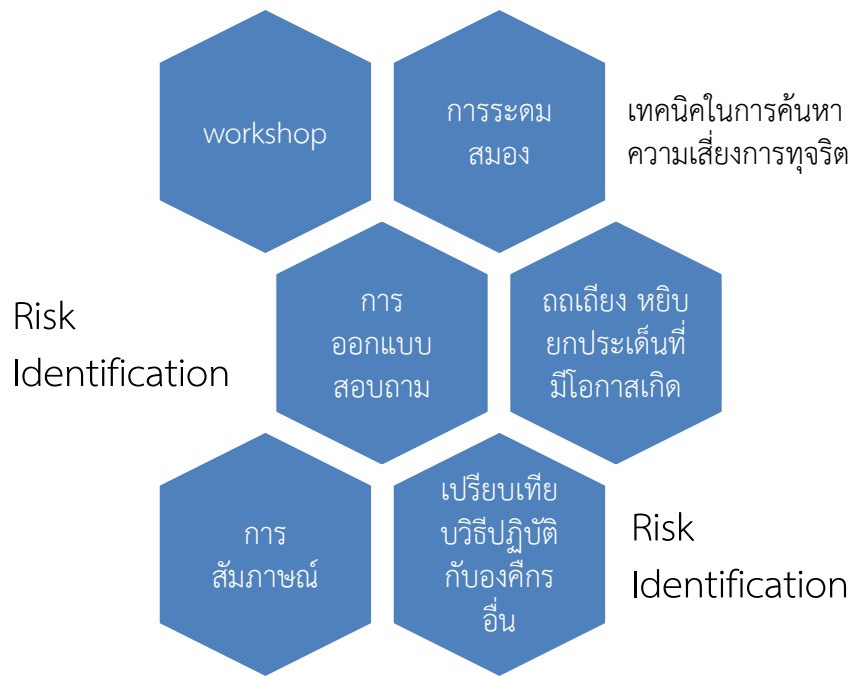 workshop
การระดม
สมอง
เทคนิคในการค้นหา
ความเสี่ยงการทุจริต
Risk
Identification
การ
ออกแบบ
สอบถาม
ถถเถียง หยิบ
ยกประเด็นที่
มีโอกาสเกิด
การ
สัมภาษณ์
เปรียบเทีย
บวิธีปฏิบัติ
กับองค์กร
อื่น
Risk
Identification